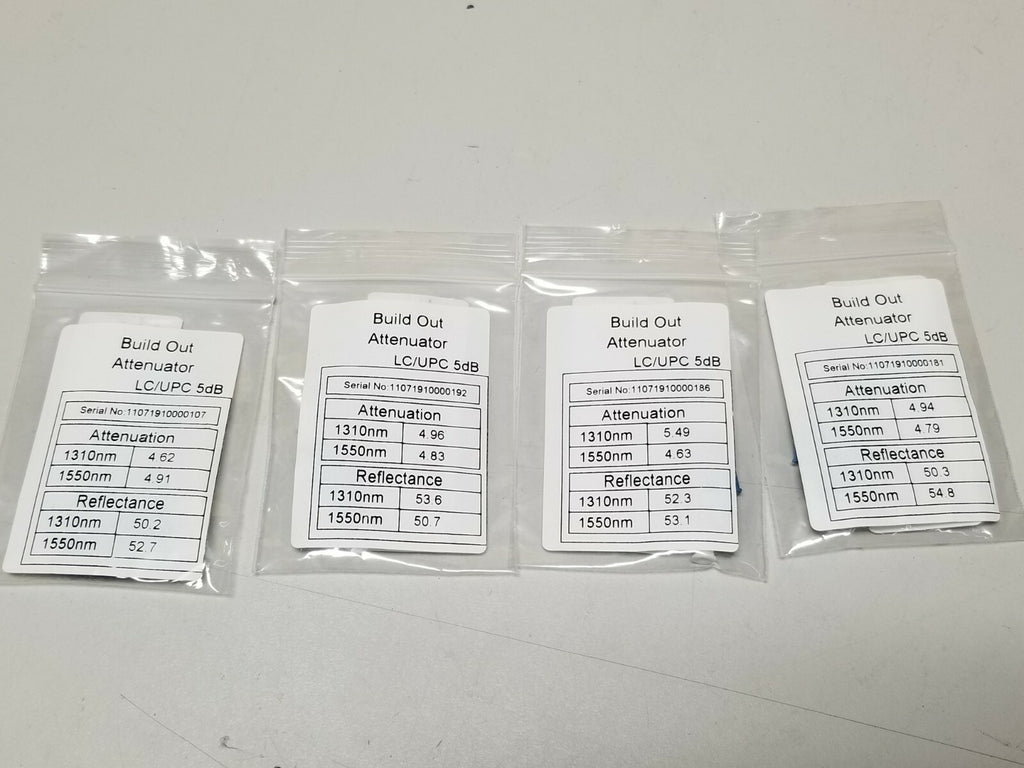 Build Out
Attenuator
LC/UPC 5dB
Serial No:11071910000107
Attenuation
1310nm 4.62
1550nm 4.91
Reflectance
1310nm 50.2
1550nm 52.7
Build Out
Attenuator
LC/UPC 5dB
Serial No:11071910000192
Attenuation
1310nm 4.96
1550nm 4.83
Reflectance
1310nm 53.6
1550nm 50.7
Build Out
Attenuator
LC/UPC 5dB
Serial No:11071910000186
Attenuation
1310nm 5.49
1550nm 4.63
Reflectance
1310nm 52.3
1550nm 53.1
Build Out
Attenuator
LC/UPC 5dB
Serial No:11071910000181
Attenuation
1310nm 4.94
1550nm 4.79
Reflectance
1310nm 50.3
1550nm 54.8